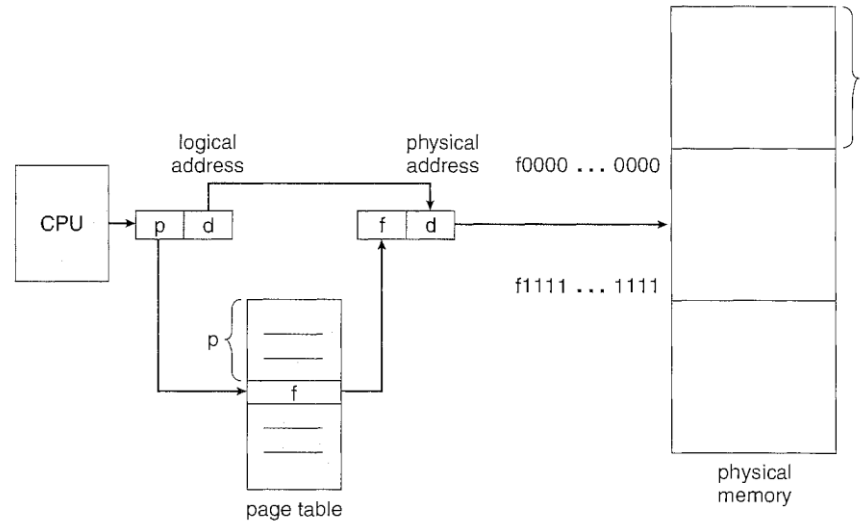 logical
address
physical
address
f0000 ... 0000
CPU
p
d
f
d
f1111 ... 1111
p
f
page table
physical
memory